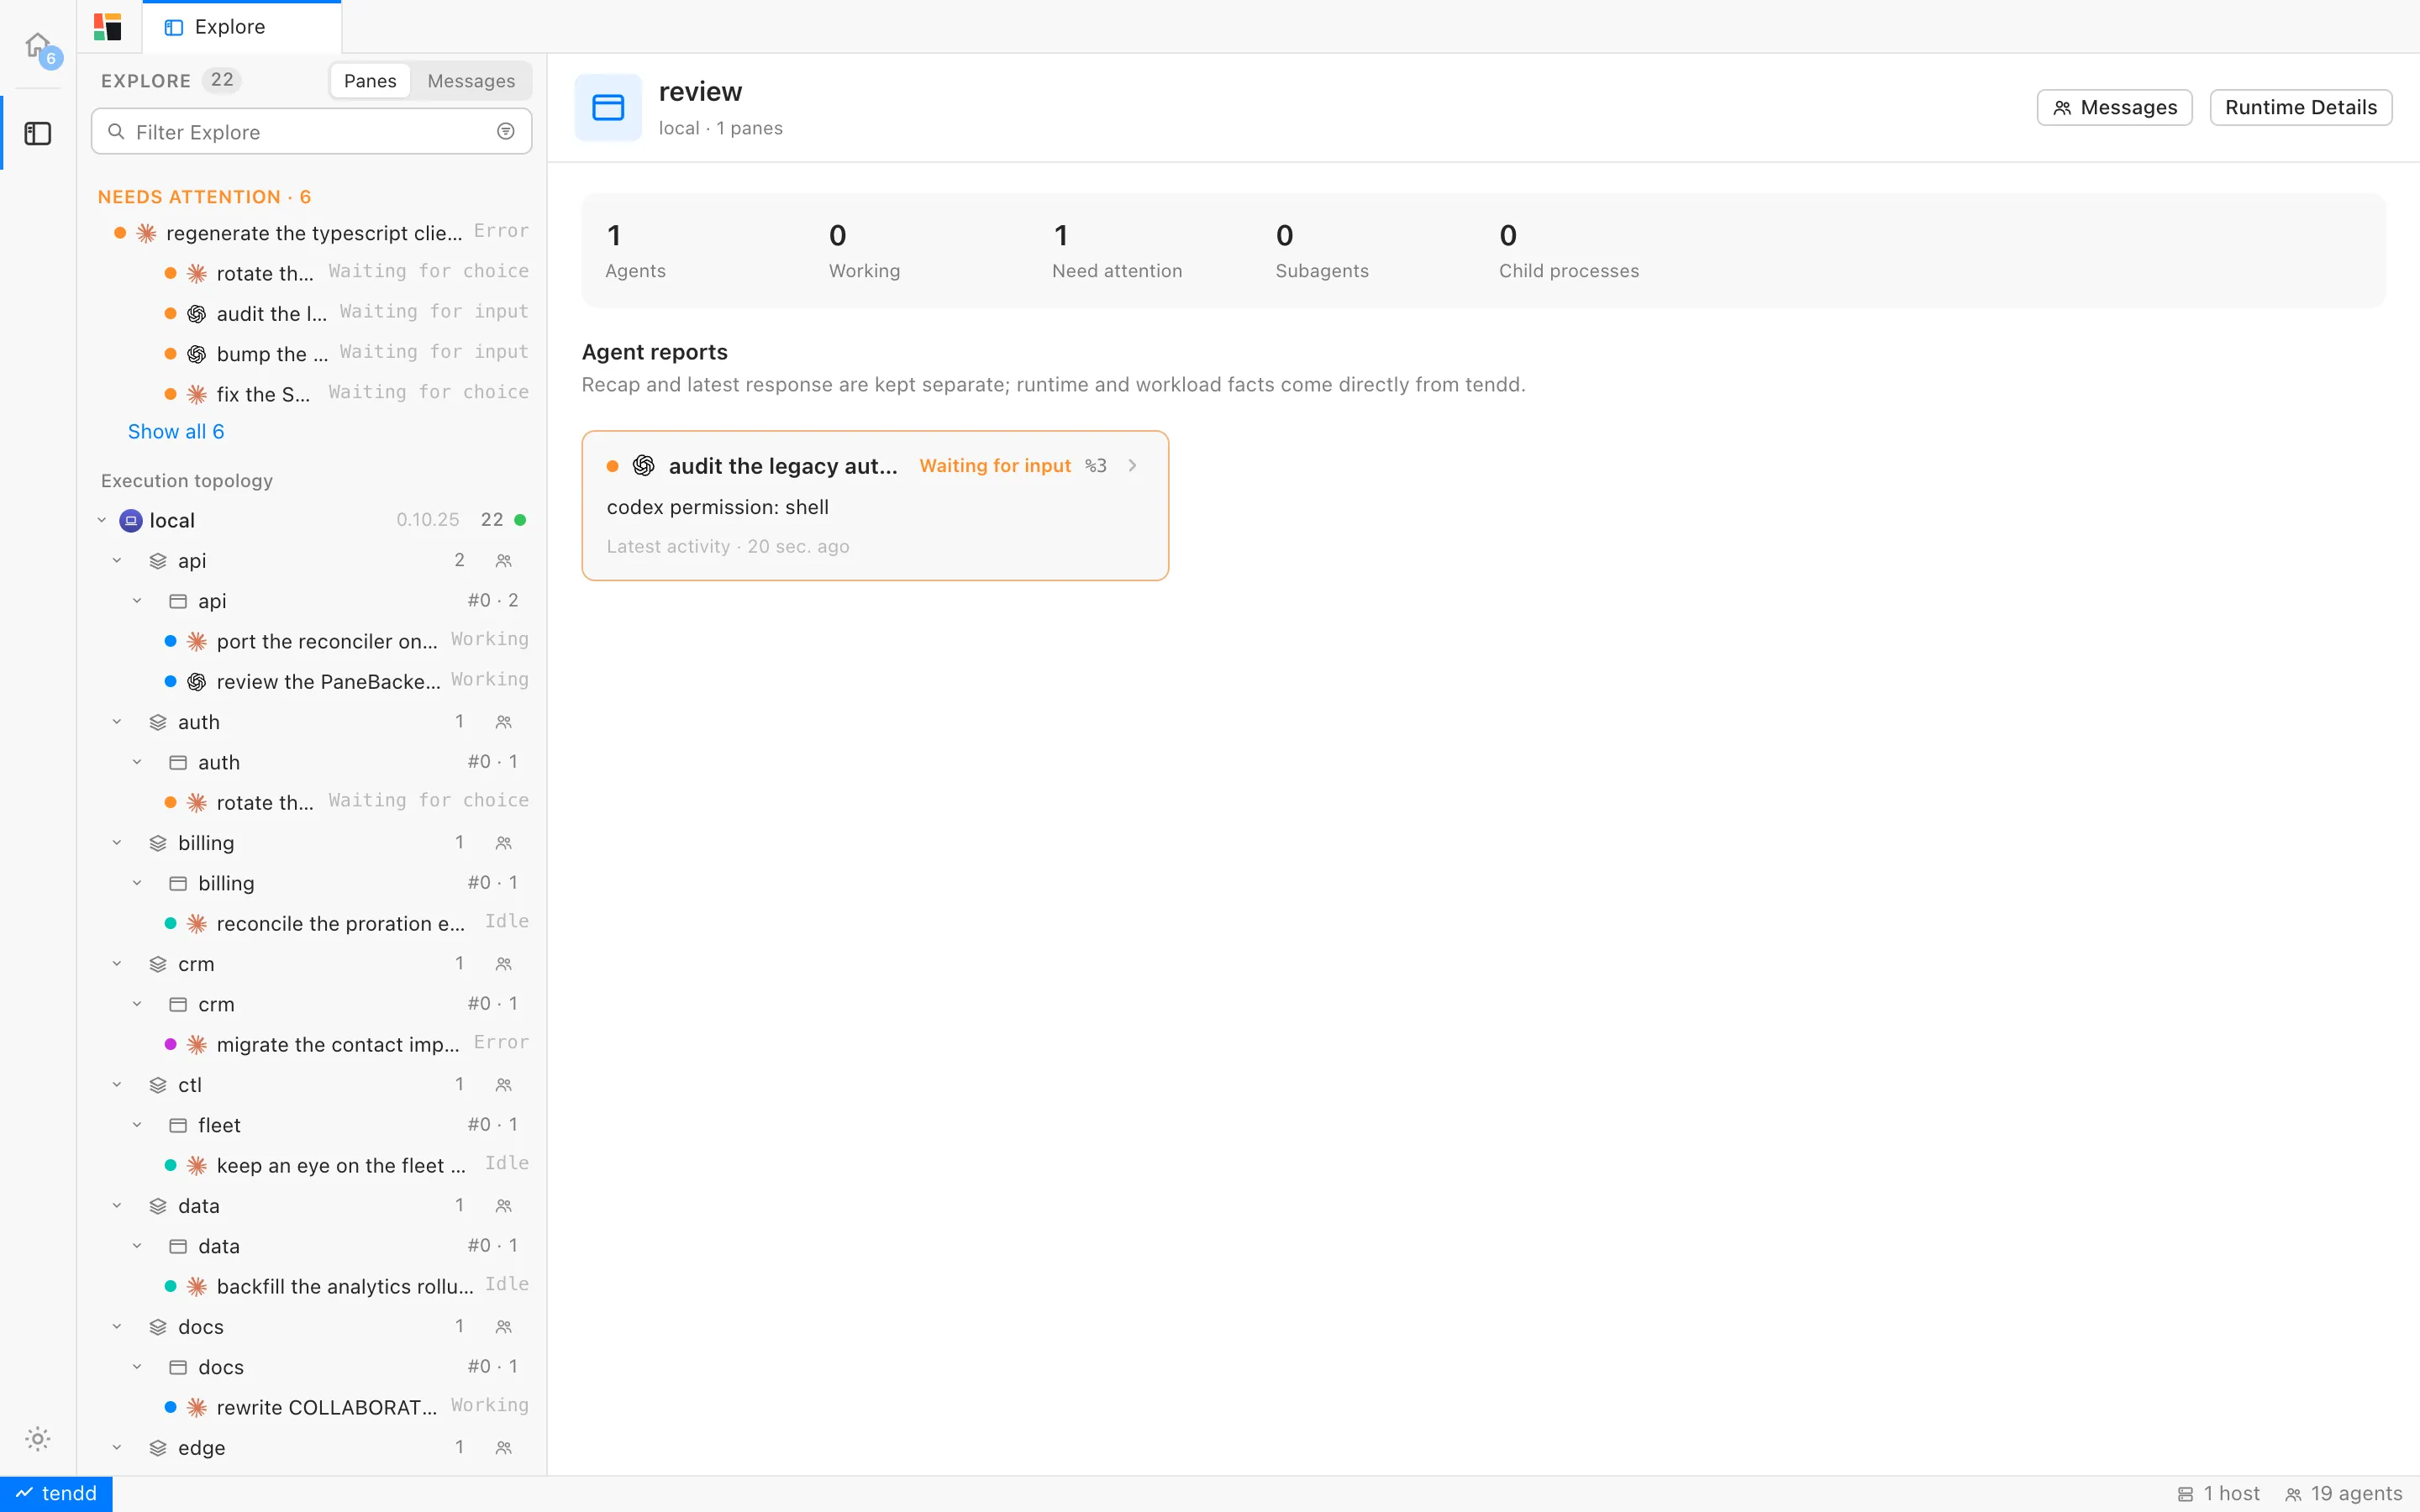 Explore
6
EXPLORE 22 Panes Messages
Filter Explore
NEEDS ATTENTION · 6
regenerate the typescript clie... Error
rotate th... Waiting for choice
audit the l... Waiting for input
bump the ... Waiting for input
fix the S... Waiting for choice
Show all 6
Execution topology
local 0.10.25 22
api 2
api #0 · 2
port the reconciler on... Working
review the PaneBacke... Working
auth 1
auth #0 · 1
rotate th... Waiting for choice
billing 1
billing #0 · 1
reconcile the proration e... Idle
crm 1
crm #0 · 1
migrate the contact imp... Error
ctl 1
fleet #0 · 1
keep an eye on the fleet ... Idle
data 1
data #0 · 1
backfill the analytics rollu... Idle
docs 1
docs #0 · 1
rewrite COLLABORAT... Working
edge 1
review
local · 1 panes
Messages Runtime Details
1 0 1 0 0
Agents Working Need attention Subagents Child processes
Agent reports
Recap and latest response are kept separate; runtime and workload facts come directly from tendd.
audit the legacy aut... Waiting for input %3
codex permission: shell
Latest activity · 20 sec. ago
tendd
1 host 19 agents